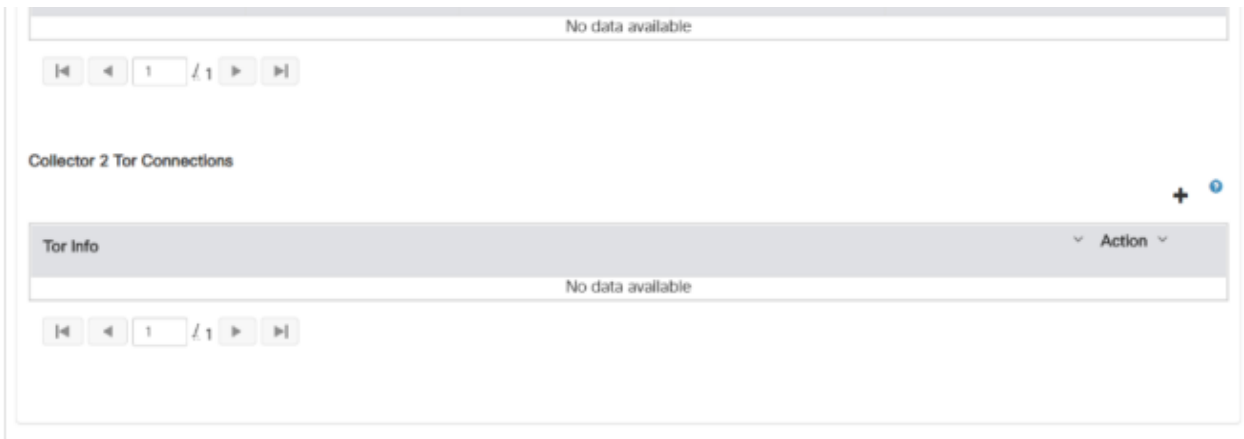 No data available
1 / 1
Collector 2 Tor Connections
+ ?
Tor Info Action
No data available
1 / 1